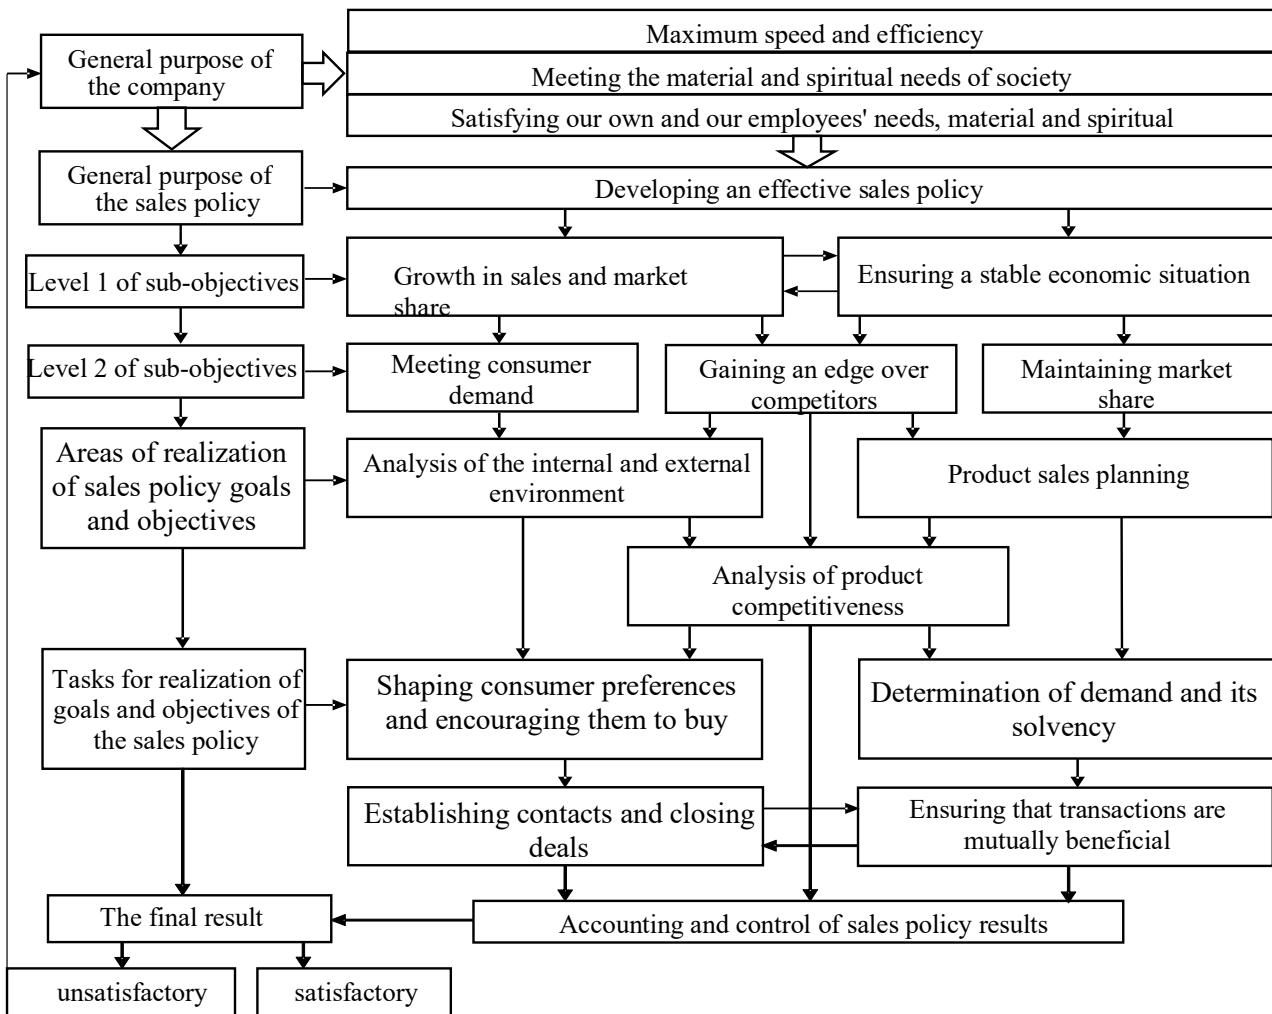 Maximum speed and efficiency
General purpose of
the company
Meeting the material and spiritual needs of society
Satisfying our own and our employees' needs, material and spiritual
General purpose of
the sales policy
Developing an effective sales policy
Level 1 of sub-objectives
Growth in sales and market
share
Ensuring a stable economic situation
Level 2 of sub-objectives
Meeting consumer
demand
Gaining an edge over
competitors
Maintaining market
share
Areas of realization
of sales policy goals
and objectives
Analysis of the internal and external
environment
Product sales planning
Analysis of product
competitiveness
Tasks for realization of
goals and objectives of
the sales policy
Shaping consumer preferences
and encouraging them to buy
Determination of demand and its
solvency
Establishing contacts and closing
deals
Ensuring that transactions are
mutually beneficial
The final result
Accounting and control of sales policy results
unsatisfactory
satisfactory